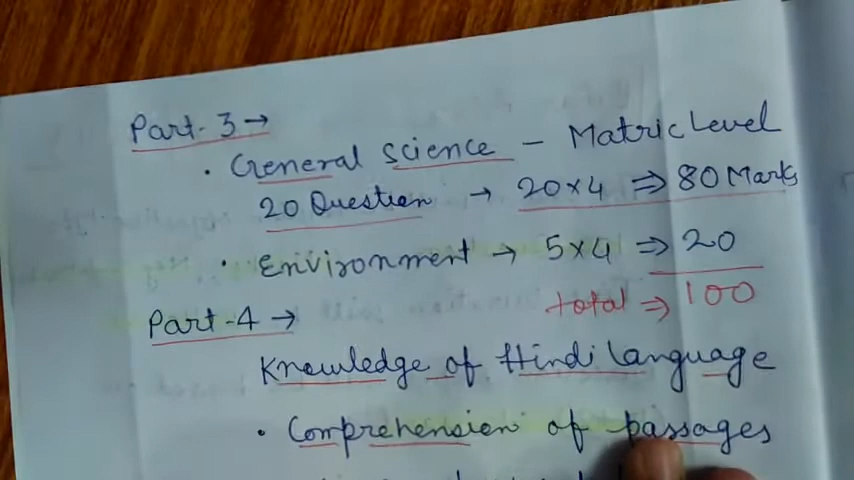 Part-3→
• General Science – Matric Level
20 Question → 20×4 ⇒ 80 Marks
• Environment → 5×4 ⇒ 20
total ⇒ 100
Part-4→
Knowledge of Hindi language
• Comprehension of passages